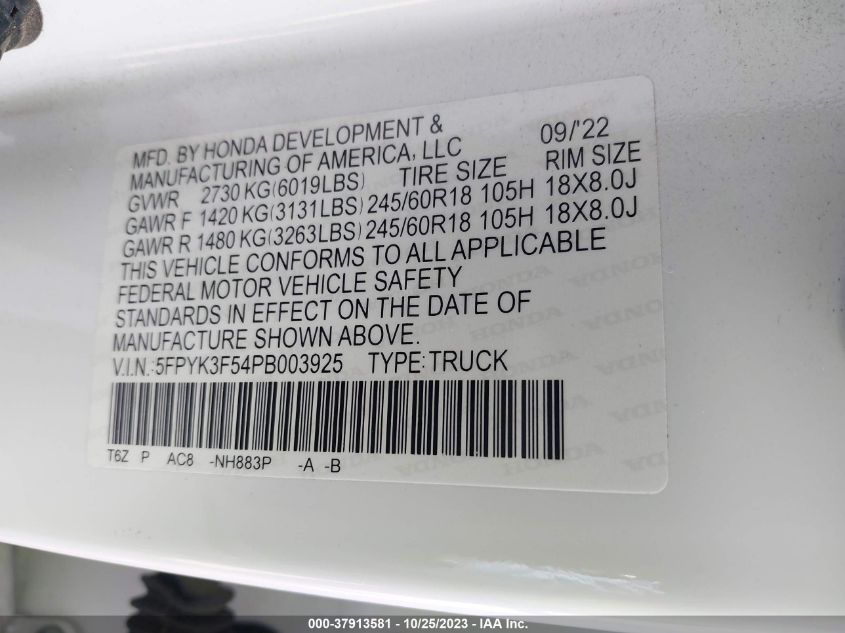 MFD. BY HONDA DEVELOPMENT & 09/'22
MANUFACTURING OF AMERICA, LLC
GVWR 2730 KG(6019LBS) TIRE SIZE RIM SIZE
GAWR F 1420 KG(3131LBS) 245/60R18 105H 18X8.0J
GAWR R 1480 KG(3263LBS) 245/60R18 105H 18X8.0J
THIS VEHICLE CONFORMS TO ALL APPLICABLE
FEDERAL MOTOR VEHICLE SAFETY
STANDARDS IN EFFECT ON THE DATE OF
MANUFACTURE SHOWN ABOVE.
V.I.N.:5FPYK3F54PB003925 TYPE:TRUCK
T6Z P AC8 -NH883P -A -B
000-37913581 - 10/25/2023 - IAA Inc.